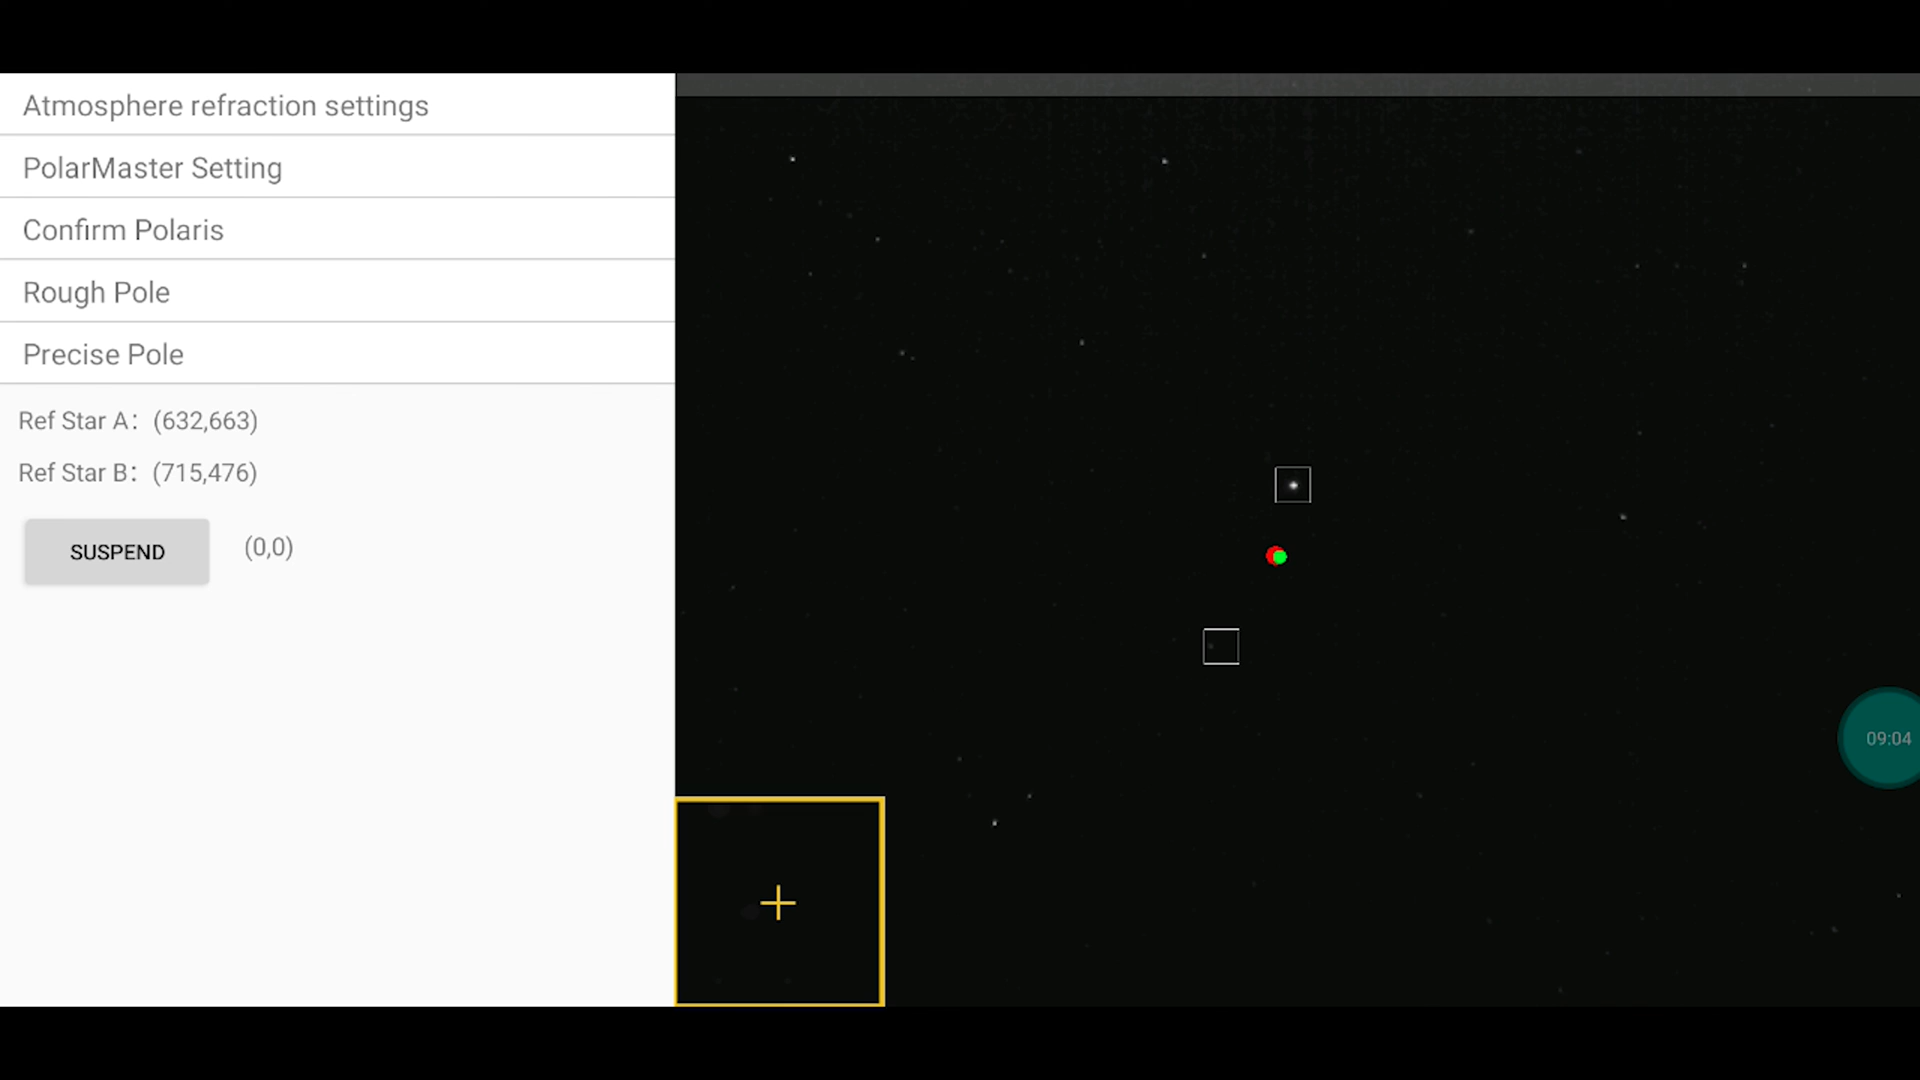 Atmosphere refraction settings
PolarMaster Setting
Confirm Polaris
Rough Pole
Precise Pole
Ref Star A: (632,663)
Ref Star B: (715,476)
SUSPEND (0,0)
09:04